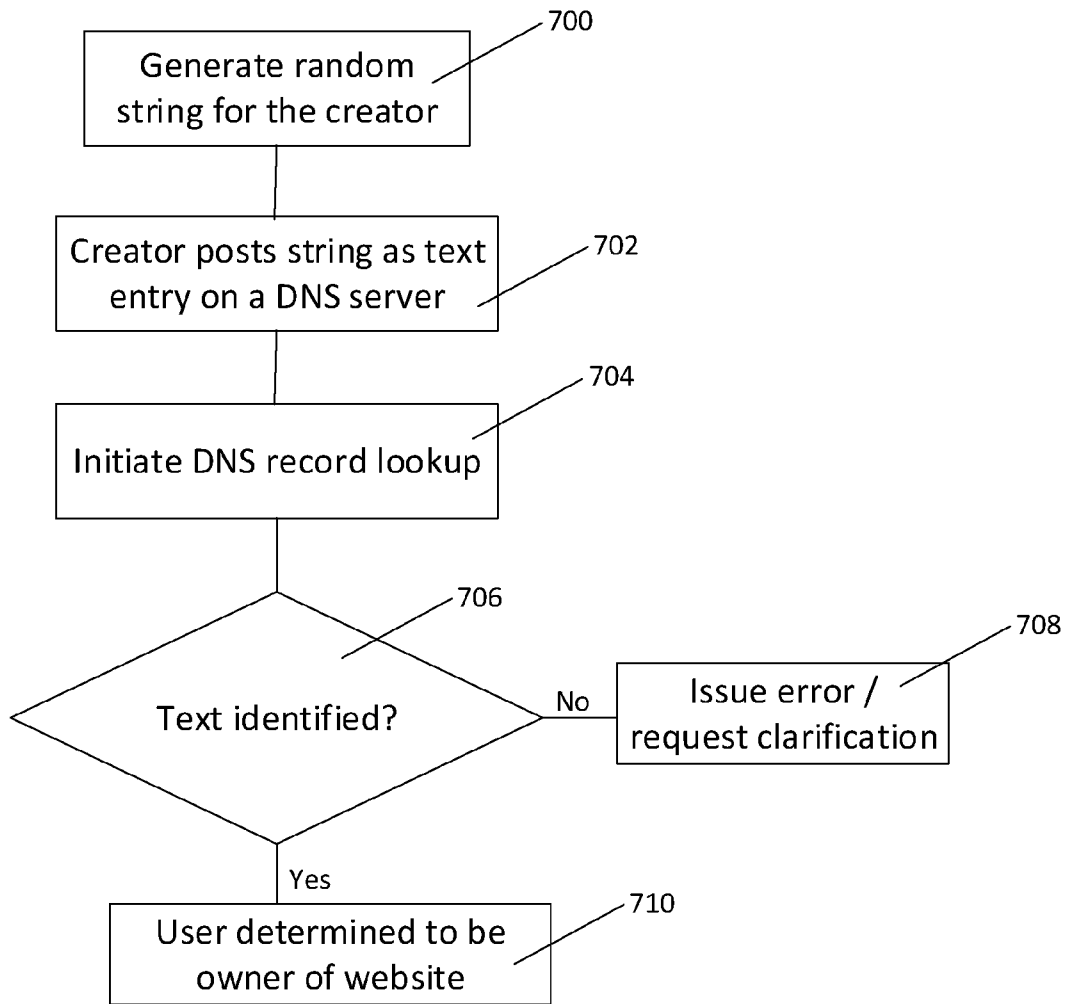 700
Generate random
string for the creator
702
Creator posts string as text
entry on a DNS server
704
Initiate DNS record lookup
706
Text identified?
No
708
Issue error /
request clarification
Yes
710
User determined to be
owner of website